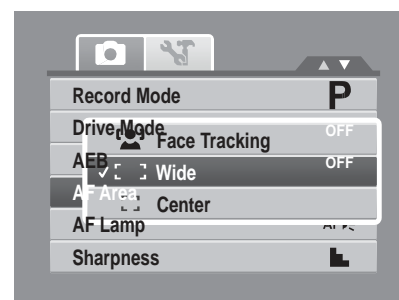 Record Mode P
Drive Mode OFF
Face Tracking
AEB OFF
Wide
AF Area
Center
AF Lamp
Sharpness